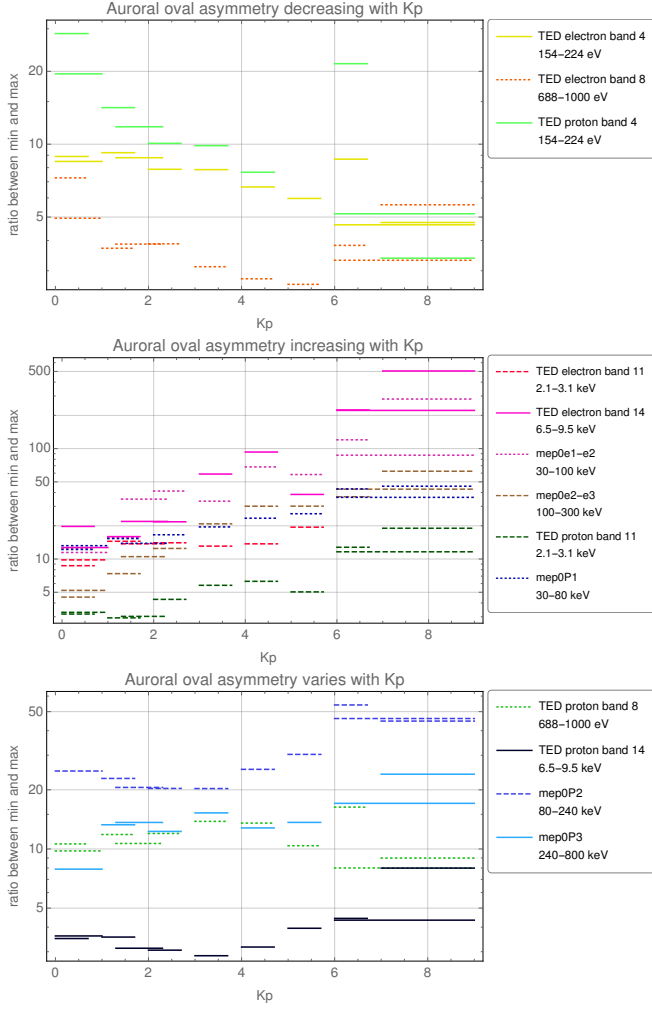 Auroral oval asymmetry decreasing with Kp
ratio between min and max
20
10
5
0
2
4
6
8
Kp
TED electron band 4
154–224 eV
TED electron band 8
688–1000 eV
TED proton band 4
154–224 eV
Auroral oval asymmetry increasing with Kp
ratio between min and max
500
100
50
10
5
0
2
4
6
8
Kp
TED electron band 11
2.1–3.1 keV
TED electron band 14
6.5–9.5 keV
mep0e1–e2
30–100 keV
mep0e2–e3
100–300 keV
TED proton band 11
2.1–3.1 keV
mep0P1
30–80 keV
Auroral oval asymmetry varies with Kp
ratio between min and max
50
20
10
5
0
2
4
6
8
Kp
TED proton band 8
688–1000 eV
TED proton band 14
6.5–9.5 keV
mep0P2
80–240 keV
mep0P3
240–800 keV